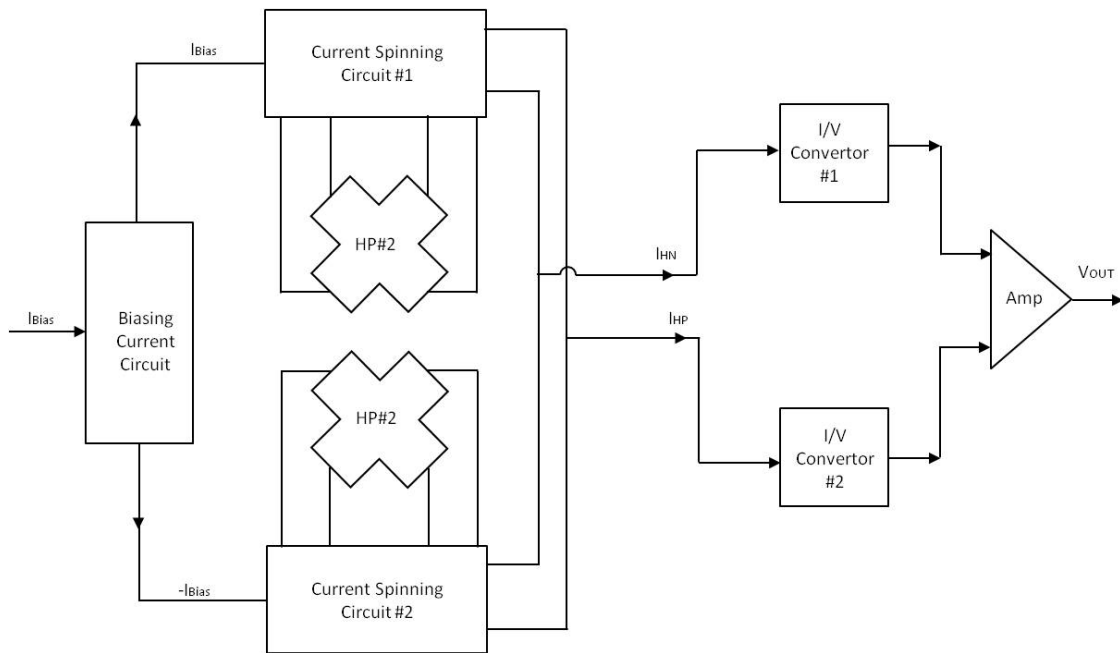 IBias
Current Spinning
Circuit #1
I/V
Convertor
#1
HP#2
IHN
VOUT
Amp
IBias
Biasing
Current
Circuit
IHP
HP#2
I/V
Convertor
#2
-IBias
Current Spinning
Circuit #2